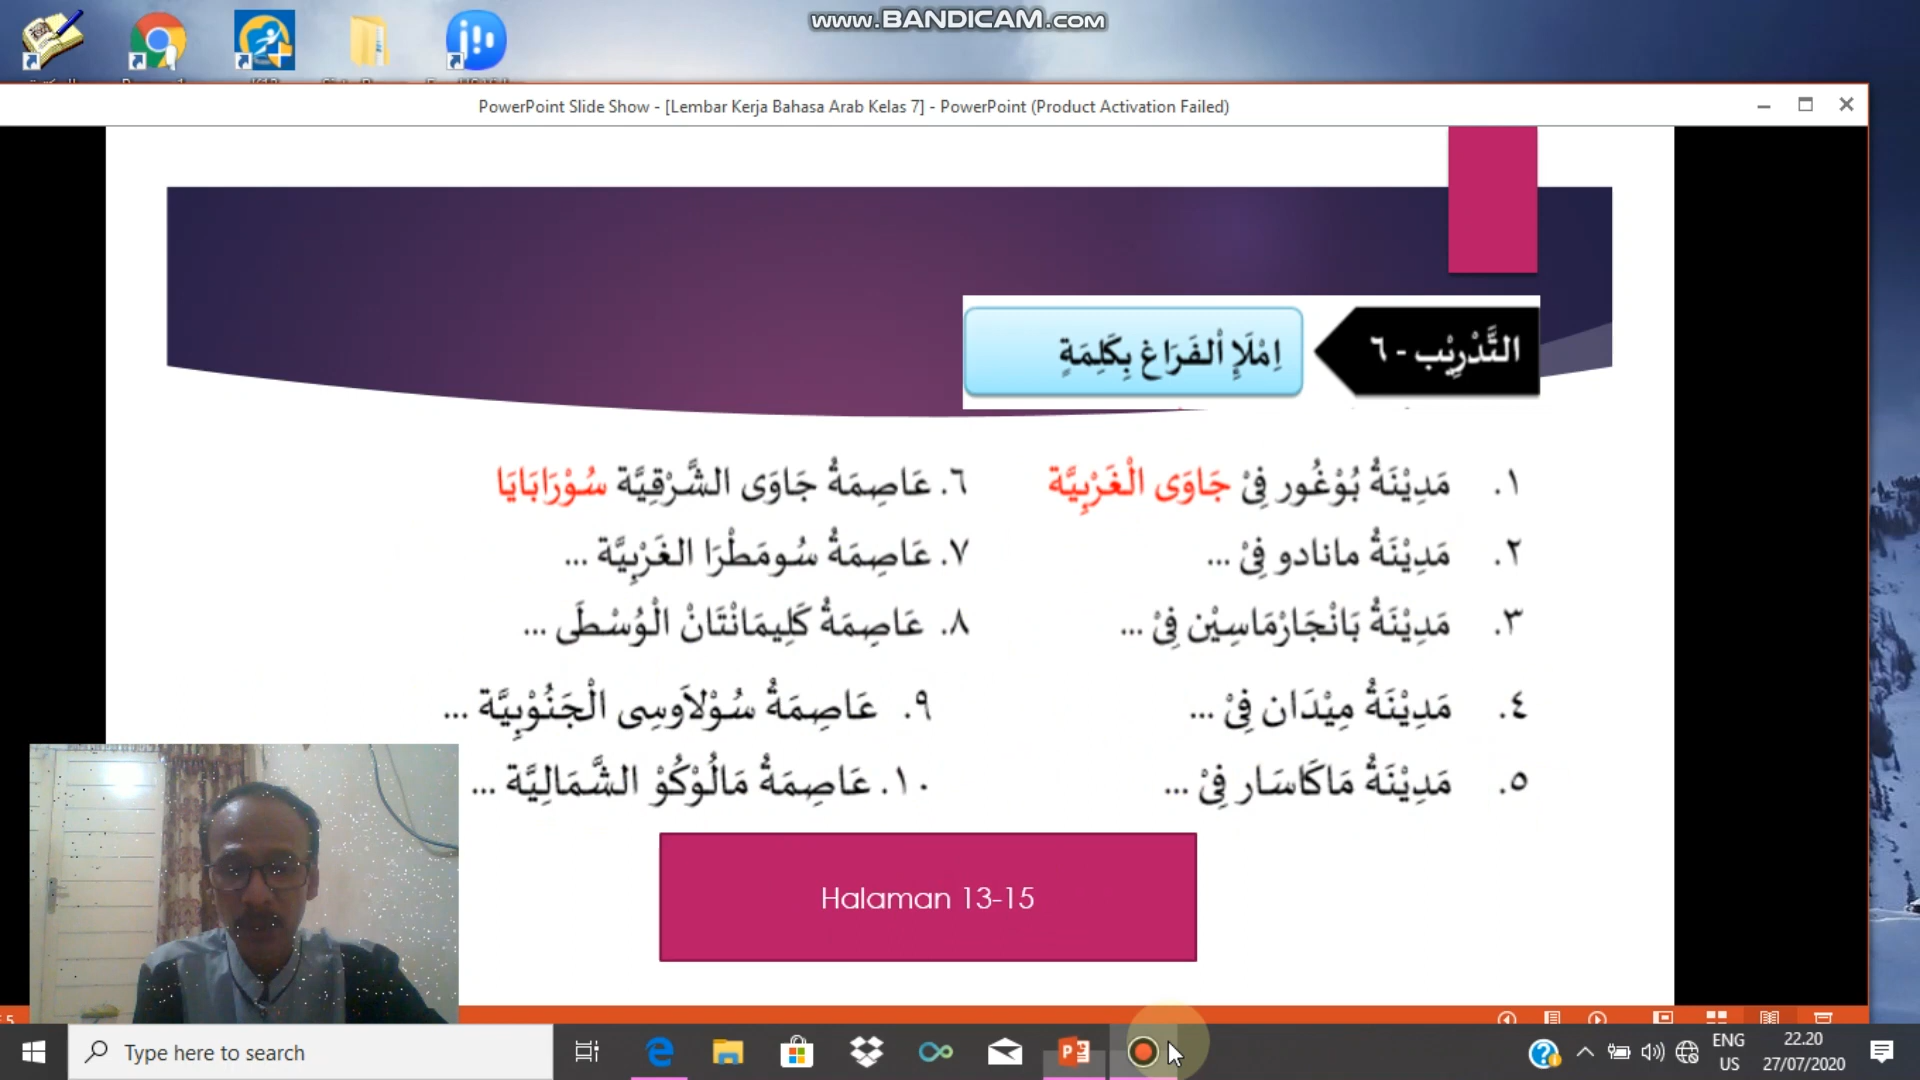 www.BANDICAM.com
PowerPoint Slide Show - [Lembar Kerja Bahasa Arab Kelas 7] - PowerPoint (Product Activation Failed)
التَّدْرِيْب - ٦
اِمْلَإِ الْفَرَاغ بِكَلِمَةٍ
١. مَدِيْنَةُ بُوْغُور فِيْ جَاوَى الْغَرْبِيَّة
٢. مَدِيْنَةُ مانادو فِيْ ...
٣. مَدِيْنَةُ بَانْجَارْمَاسِيْن فِيْ ...
٤. مَدِيْنَةُ مِيْدَان فِيْ ...
٥. مَدِيْنَةُ مَاكَاسَار فِيْ ...
٦. عَاصِمَةُ جَاوَى الشَّرْقِيَّة سُوْرَابَايَا
٧. عَاصِمَةُ سُومَطْرَا الغَرْبِيَّة ...
٨. عَاصِمَةُ كَلِيمَانْتَانْ الْوُسْطَى ...
٩. عَاصِمَةُ سُوْلاَوسِى الْجَنُوْبِيَّة ...
١٠. عَاصِمَةُ مَالُوْكُوْ الشَّمَالِيَّة ...
Halaman 13-15
Type here to search
ENG
US
22.20
27/07/2020